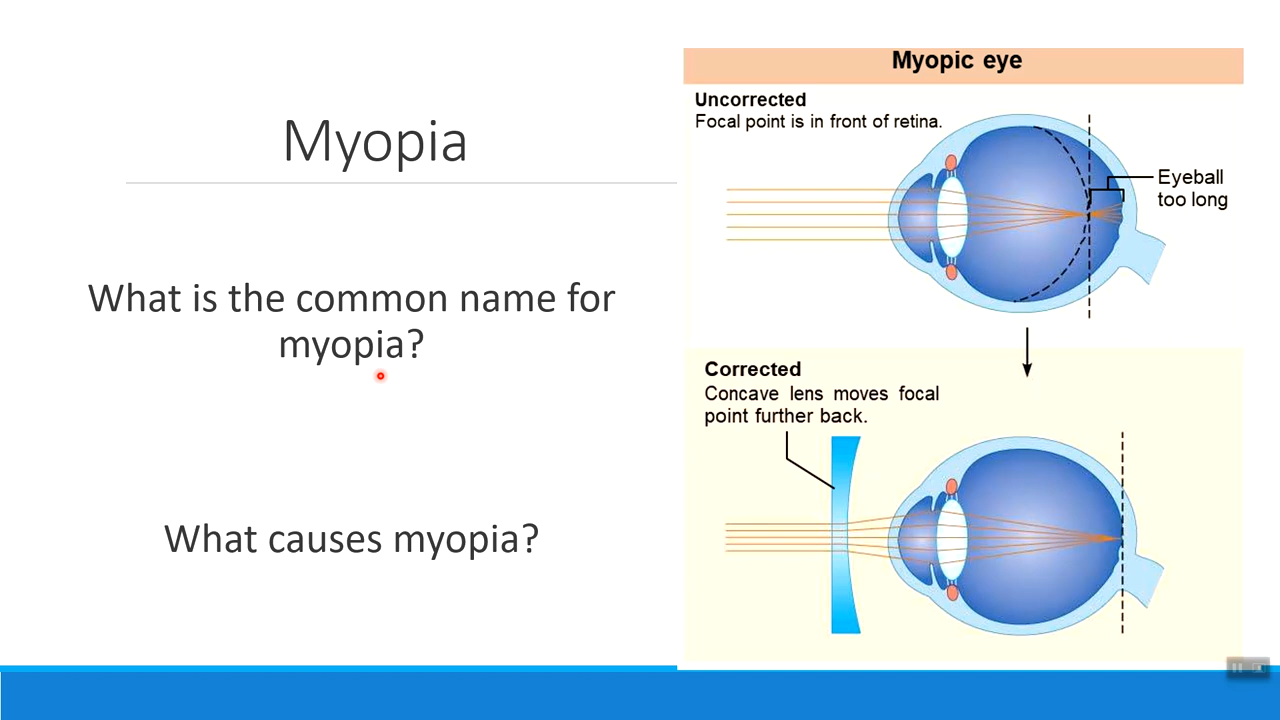 Myopia
What is the common name for
myopia?
What causes myopia?
Myopic eye
Uncorrected
Focal point is in front of retina.
Eyeball
too long
Corrected
Concave lens moves focal
point further back.